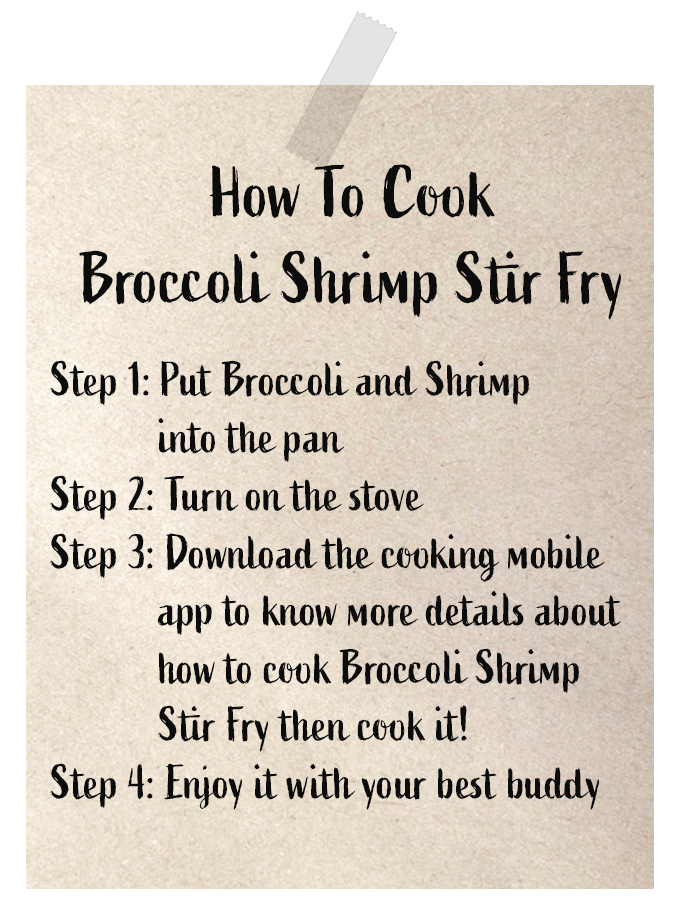 How To Cook
Broccoli Shrimp Stir Fry
Step 1: Put Broccoli and Shrimp
into the pan
Step 2: Turn on the stove
Step 3: Download the cooking mobile
app to know more details about
how to cook Broccoli Shrimp
Stir Fry then cook it!
Step 4: Enjoy it with your best buddy